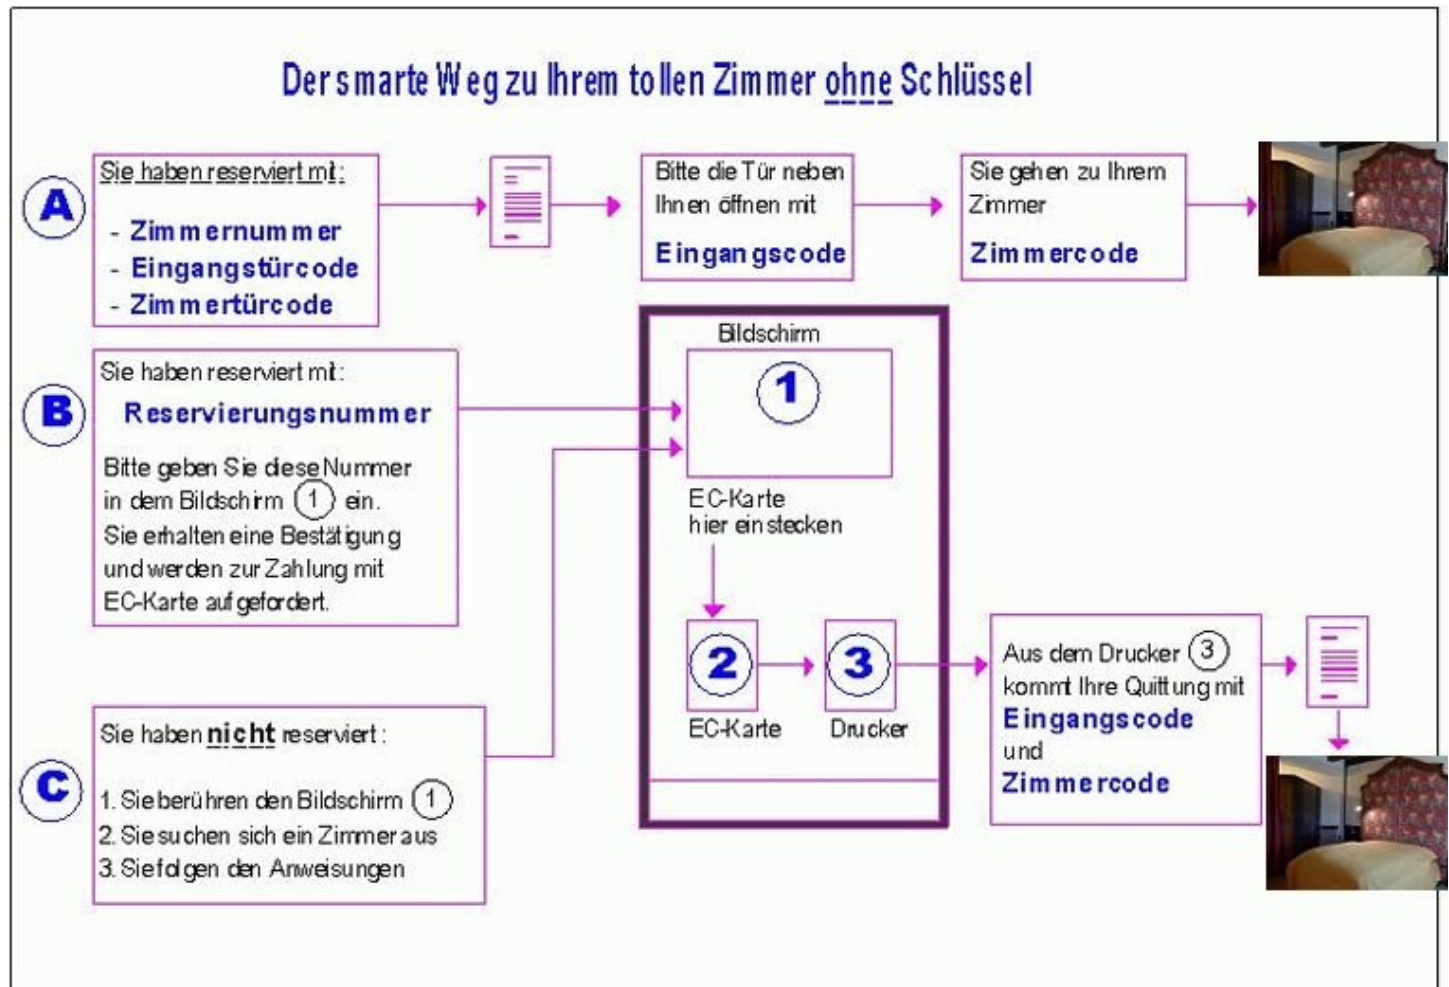 Der smarte Weg zu Ihrem tollen Zimmer ohne Schlüssel
A
Sie haben reserviert mit:
- Zimmernummer
- Eingangstürcode
- Zimmertürcode
Bitte die Tür neben
Ihnen öffnen mit
Eingangscode
Sie gehen zu Ihrem
Zimmer
Zimmercode
B
Sie haben reserviert mit:
Reservierungsnummer
Bitte geben Sie diese Nummer
in dem Bildschirm 1 ein.
Sie erhalten eine Bestätigung
und werden zur Zahlung mit
EC-Karte aufgefordert.
C
Sie haben nicht reserviert:
1. Sie berühren den Bildschirm 1
2. Sie suchen sich ein Zimmer aus
3. Sie folgen den Anweisungen
Bildschirm
1
EC-Karte
hier einstecken
2
EC-Karte
3
Drucker
Aus dem Drucker 3
kommt Ihre Quittung mit
Eingangscode
und
Zimmercode